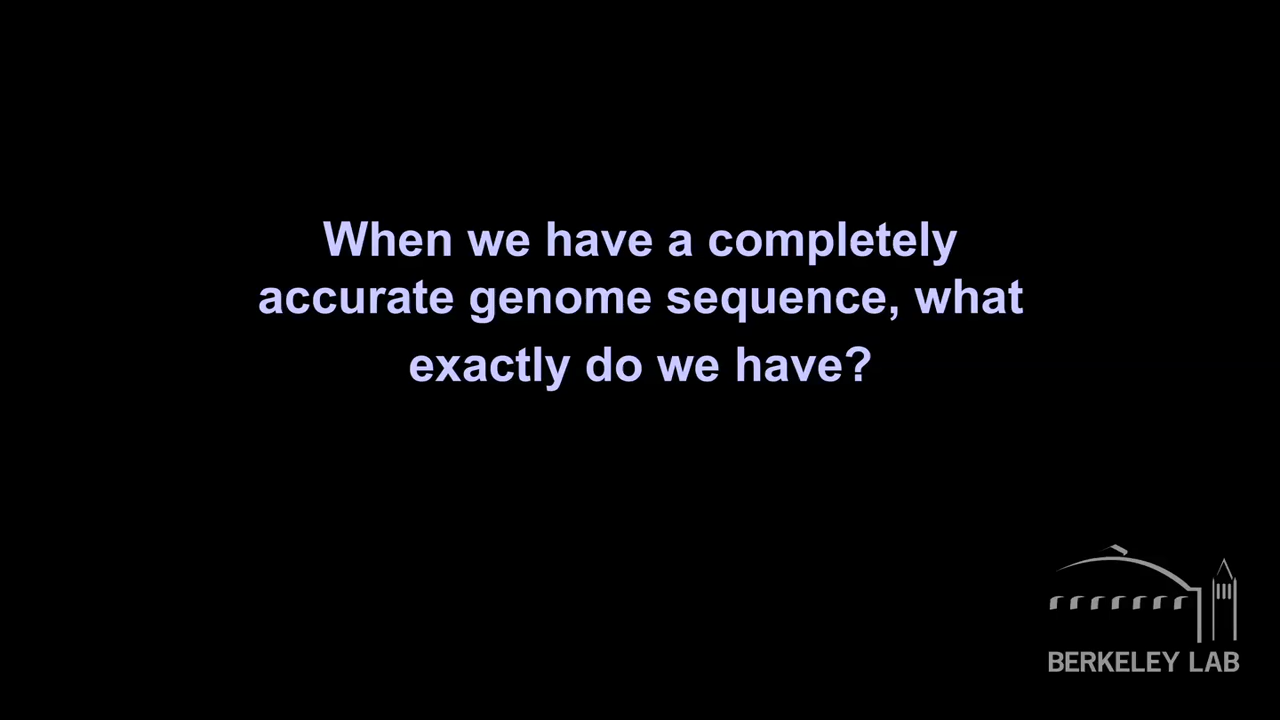 When we have a completely
accurate genome sequence, what
exactly do we have?
BERKELEY LAB